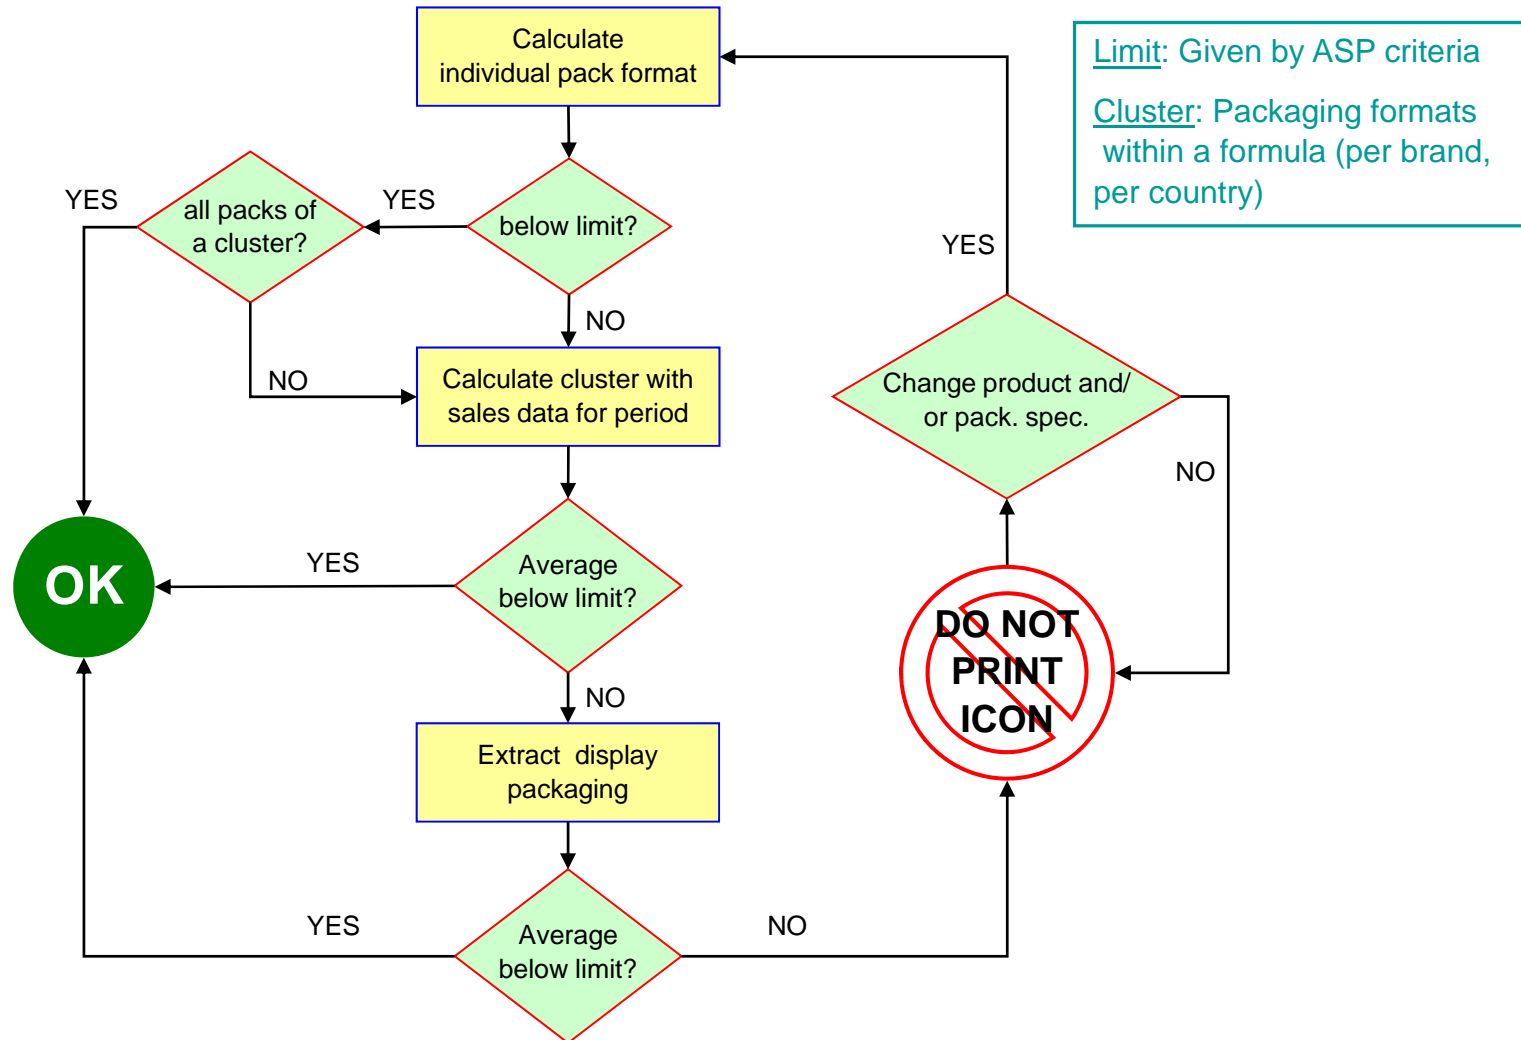 Calculate
individual pack format
Limit: Given by ASP criteria
Cluster: Packaging formats
within a formula (per brand,
per country)
YES
all packs of
a cluster?
YES
below limit?
YES
NO
NO
Calculate cluster with
sales data for period
Change product and/
or pack. spec.
NO
OK
YES
Average
below limit?
DO NOT
PRINT
ICON
NO
Extract display
packaging
YES
Average
below limit?
NO